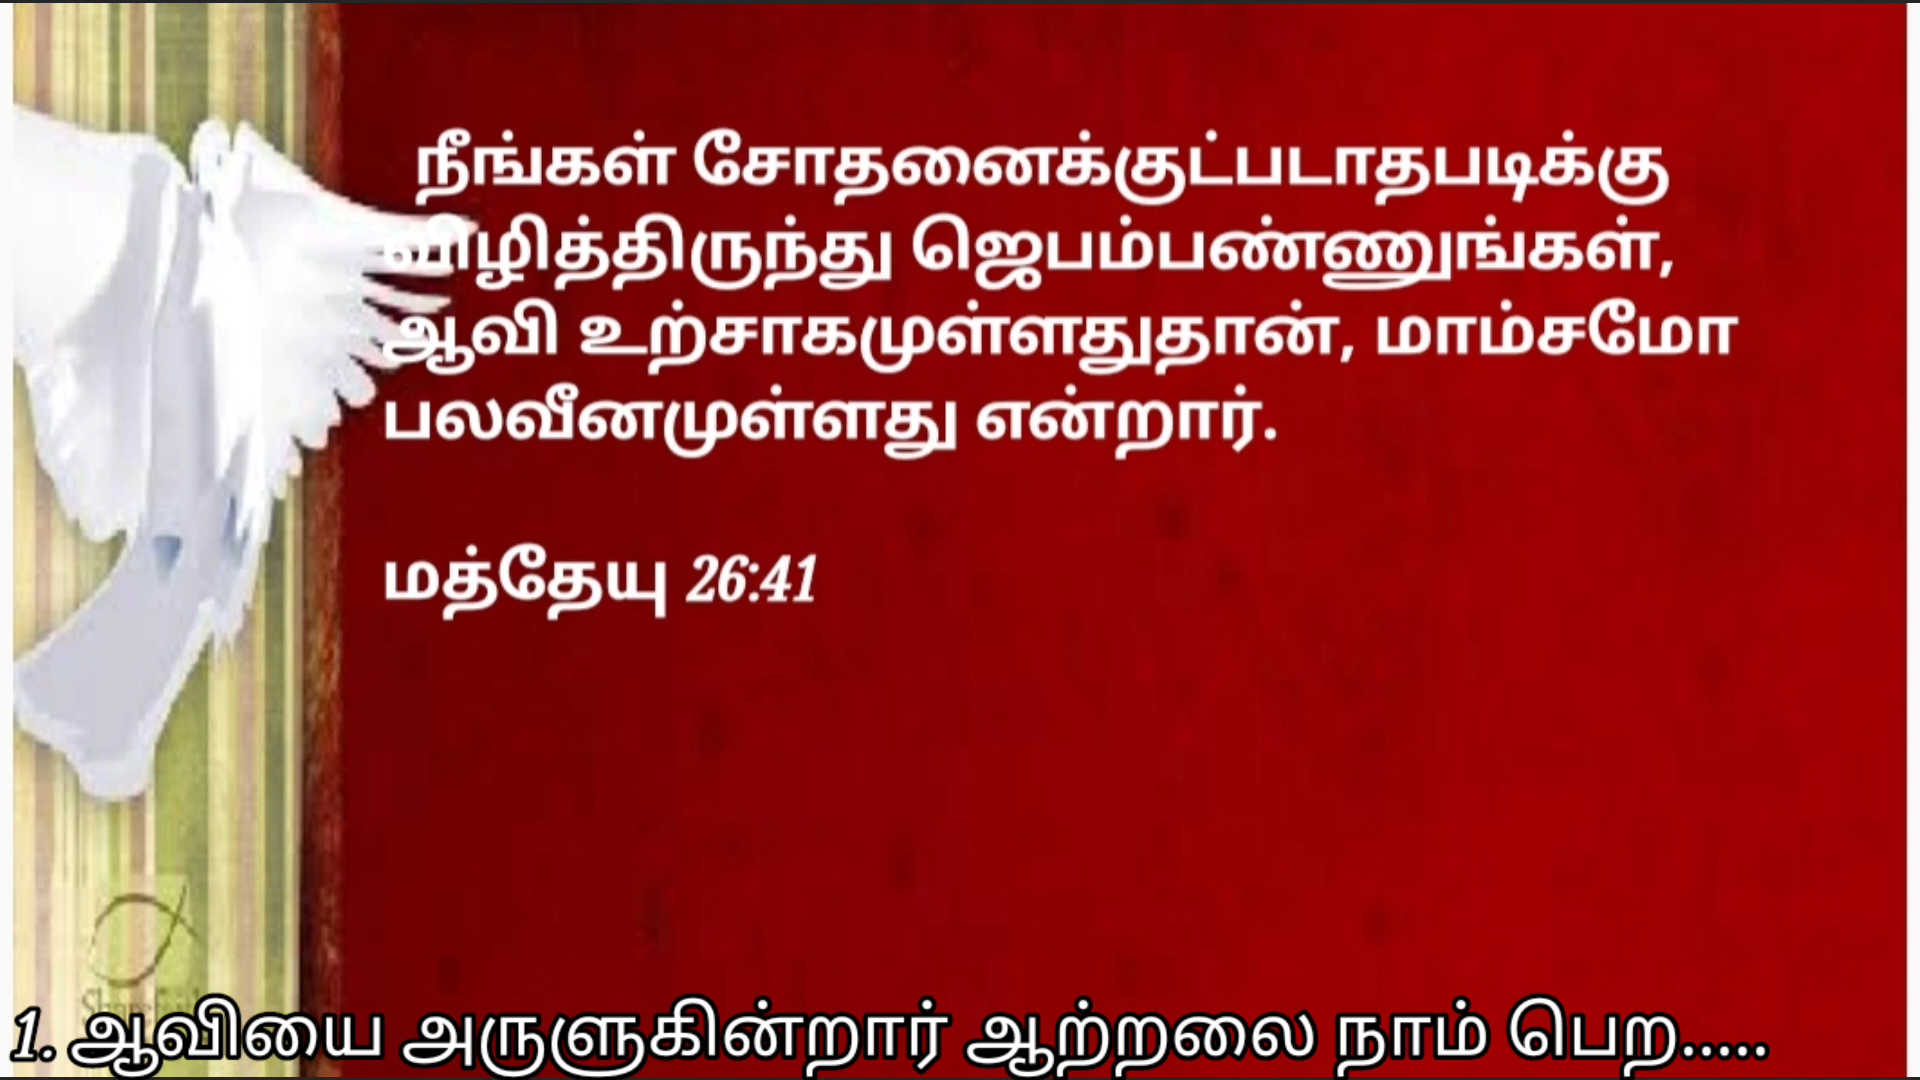 நீங்கள் சோதனைக்குட்படாதபடிக்கு
விழித்திருந்து ஜெபம்பண்ணுங்கள்,
ஆவி உற்சாகமுள்ளதுதான், மாம்சமோ
பலவீனமுள்ளது என்றார்.
மத்தேயு 26:41
1. ஆவியை அருளுகின்றார் ஆற்றலை நாம் பெற.....